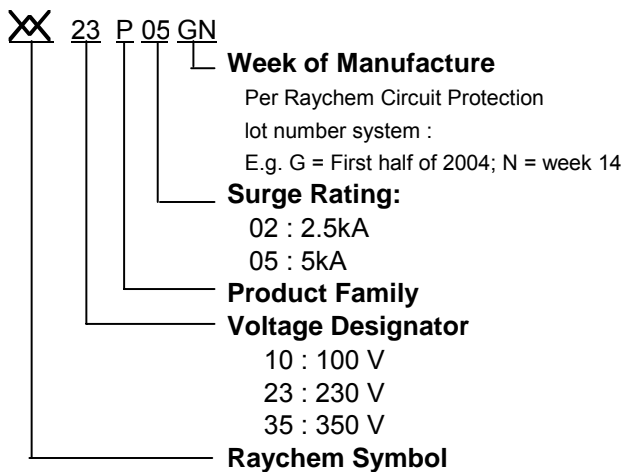 23 P 05 GN
Week of Manufacture
Per Raychem Circuit Protection
lot number system :
E.g. G = First half of 2004; N = week 14
Surge Rating:
02 : 2.5kA
05 : 5kA
Product Family
Voltage Designator
10 : 100 V
23 : 230 V
35 : 350 V
Raychem Symbol